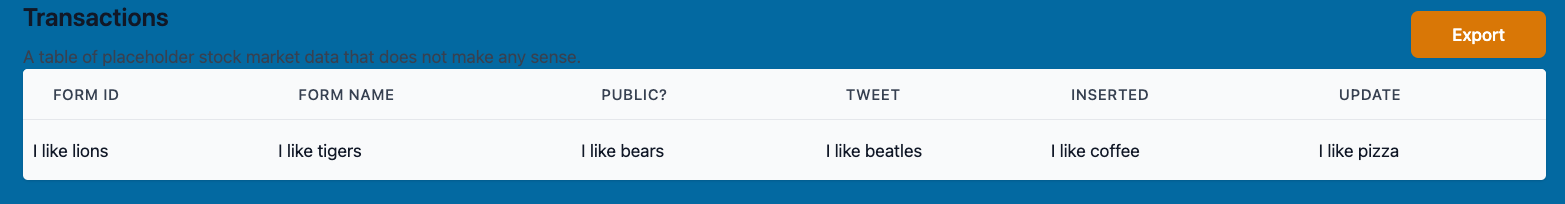 Transactions
Export
A table of placeholder stock market data that does not make any sense.
FORM ID FORM NAME PUBLIC? TWEET INSERTED UPDATE
I like lions I like tigers I like bears I like beatles I like coffee I like pizza